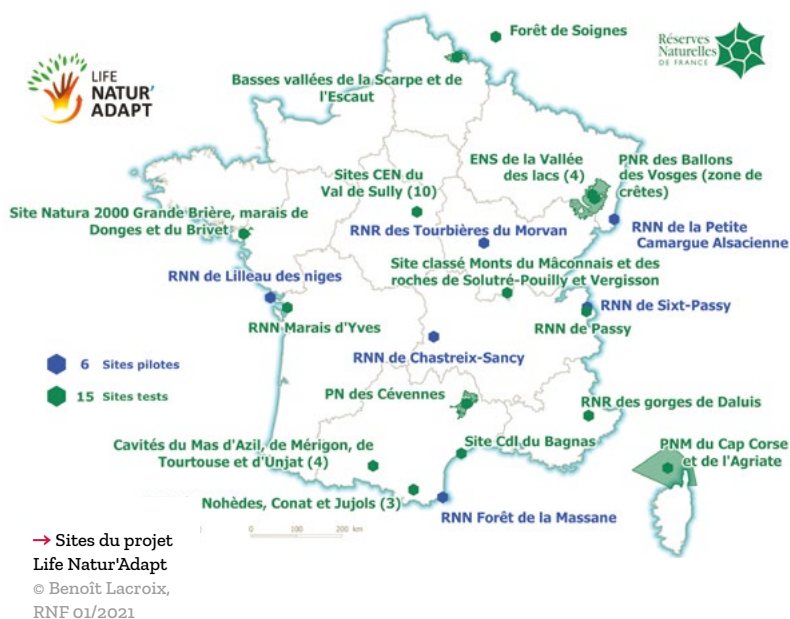 Forêt de Soignes
Réserves
Naturelles
DE FRANCE
LIFE
NATUR'
ADAPT
Basses vallées de la Scarpe et de
l'Escaut
Sites CEN du
Val de Sully (10)
ENS de la Vallée
des lacs (4)
PNR des Ballons
des Vosges (zone de
crêtes)
Site Natura 2000 Grande Brière, marais de
Donges et du Brivet
RNR des Tourbières du Morvan
RNN de la Petite
Camargue Alsacienne
RNN de Lilleau des niges
Site classé Monts du Mâconnais et des
roches de Solutré-Pouilly et Vergisson
RNN de Sixt-Passy
RNN Marais d'Yves
RNN de Passy
RNN de Chastreix-Sancy
6 Sites pilotes
15 Sites tests
PN des Cévennes
RNR des gorges de Daluis
Cavités du Mas d'Azil, de Mérigon, de
Tourtouse et d'Unjat (4)
Site Cdl du Bagnas
PNM du Cap Corse
et de l'Agriate
Nohèdes, Conat et Jujols (3)
RNN Forêt de la Massane
0 100 200 km
→ Sites du projet
Life Natur'Adapt
© Benoît Lacroix,
RNF 01/2021